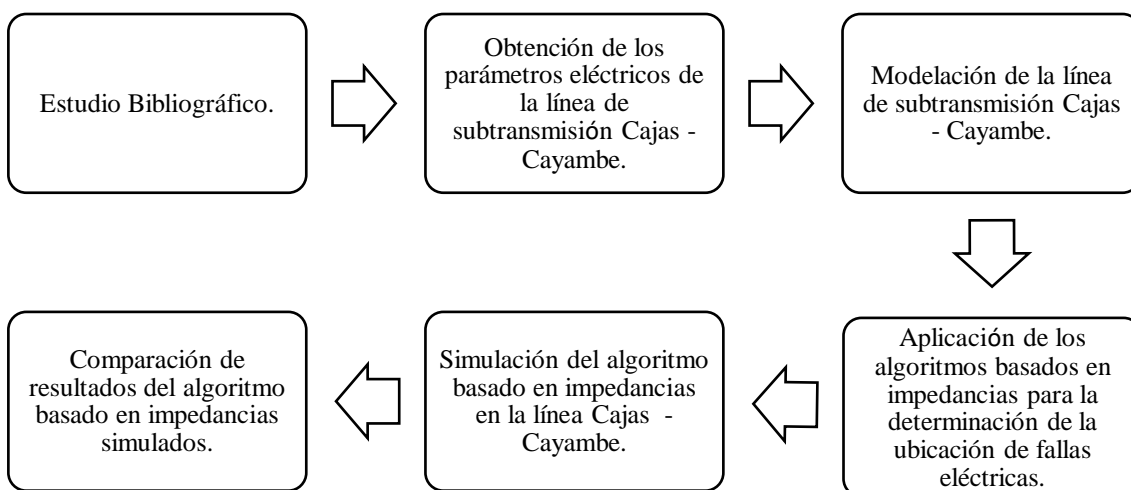 Estudio Bibliográfico.
Obtención de los
parámetros eléctricos de
la línea de
subtransmisión Cajas -
Cayambe.
Modelación de la línea
de subtransmisión Cajas
- Cayambe.
Aplicación de los
algoritmos basados en
impedancias para la
determinación de la
ubicación de fallas
eléctricas.
Simulación del algoritmo
basado en impedancias
en la línea Cajas -
Cayambe.
Comparación de
resultados del algoritmo
basado en impedancias
simulados.